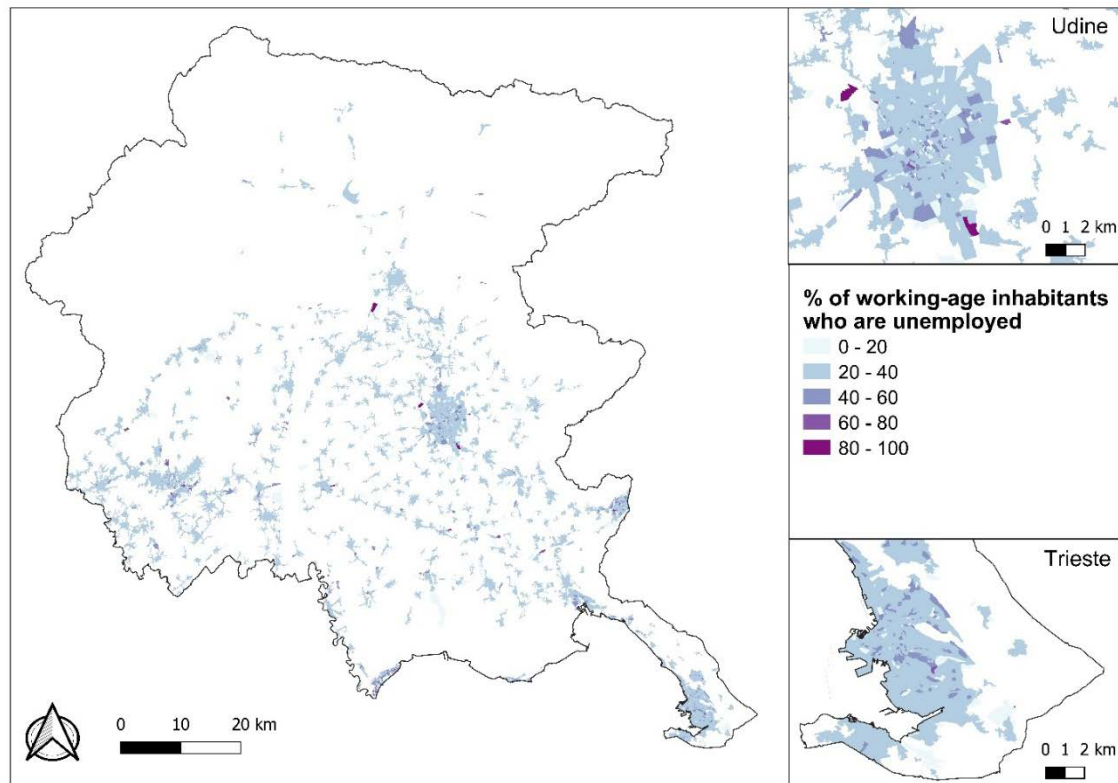 Udine
0 1 2 km
% of working-age inhabitants
who are unemployed
0 - 20
20 - 40
40 - 60
60 - 80
80 - 100
Trieste
0 1 2 km
0 10 20 km